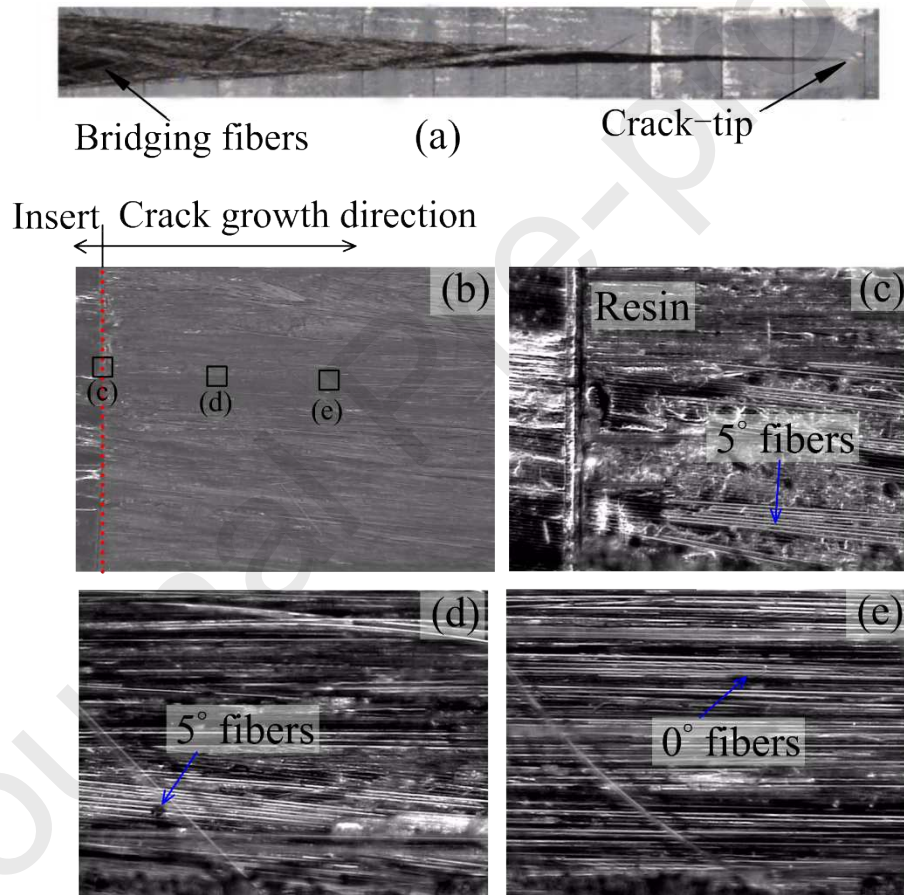 Bridging fibers
(a)
Crack-tip
Insert
Crack growth direction
(b)
(c)
(d)
(e)
(c)
Resin
5° fibers
(d)
5° fibers
(e)
0° fibers